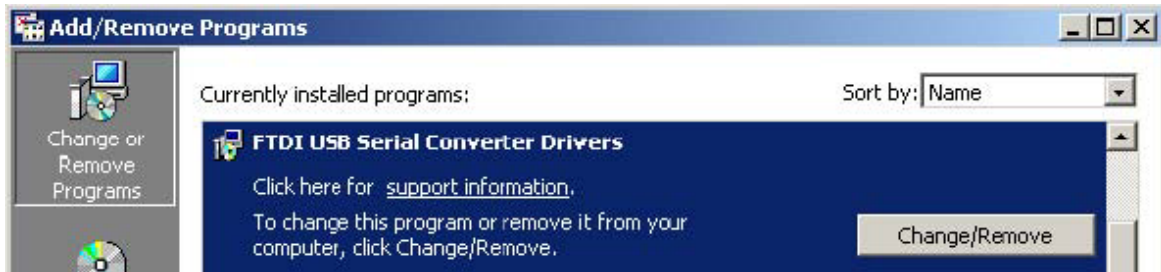 Add/Remove Programs
Change or
Remove
Programs
Currently installed programs:
Sort by: Name
FTDI USB Serial Converter Drivers
Click here for support information.
To change this program or remove it from your
computer, click Change/Remove.
Change/Remove